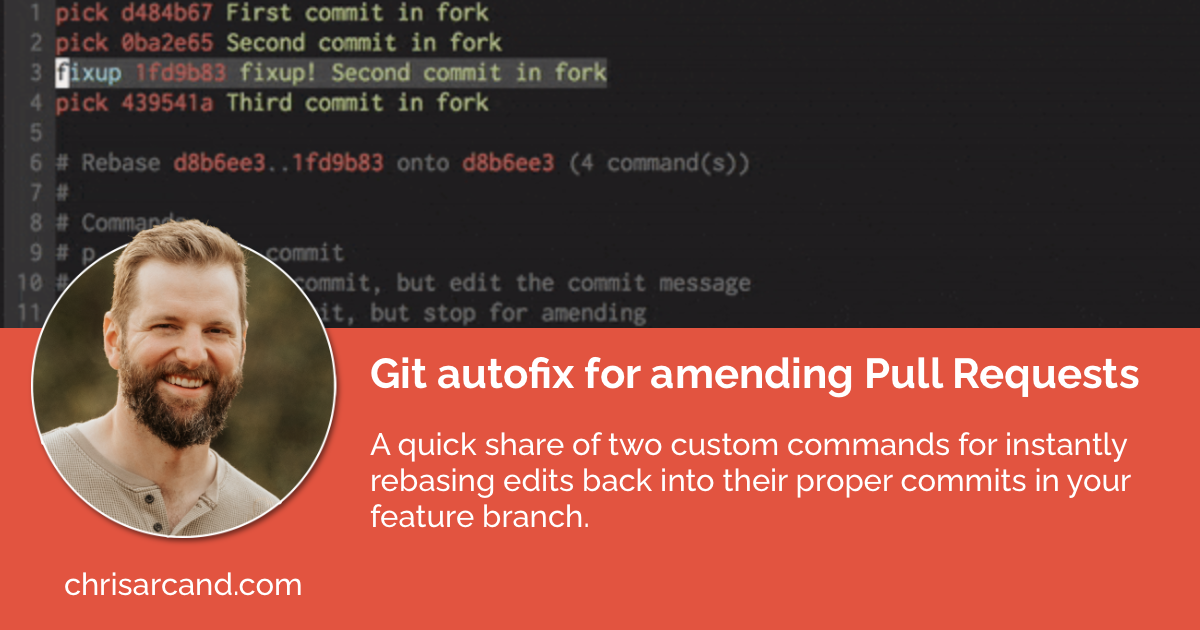 1 pick d484b67 First commit in fork
2 pick 0ba2e65 Second commit in fork
3 fixup 1fd9b83 fixup! Second commit in fork
4 pick 439541a Third commit in fork
5
6 # Rebase d8b6ee3..1fd9b83 onto d8b6ee3 (4 command(s))
7 #
8 # Commands
9 # p commit
10 # commit, but edit the commit message
11 it, but stop for amending
Git autofix for amending Pull Requests
A quick share of two custom commands for instantly
rebasing edits back into their proper commits in your
feature branch.
chrisarcand.com